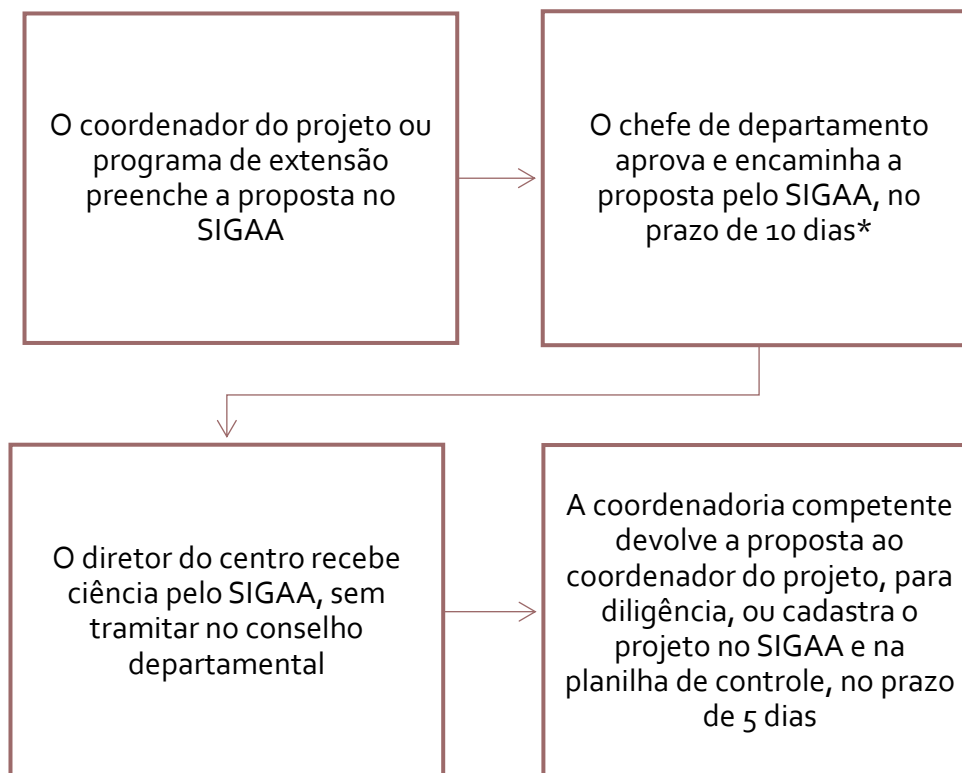 O coordenador do projeto ou
programa de extensão
preenche a proposta no
SIGAA
O chefe de departamento
aprova e encaminha a
proposta pelo SIGAA, no
prazo de 10 dias*
O diretor do centro recebe
ciência pelo SIGAA, sem
tramitar no conselho
departamental
A coordenadoria competente
devolve a proposta ao
coordenador do projeto, para
diligência, ou cadastra o
projeto no SIGAA e na
planilha de controle, no prazo
de 5 dias